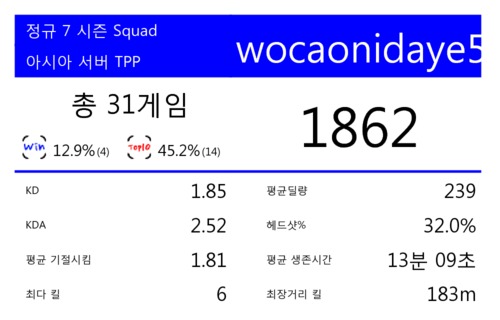 정규 7 시즌 Squad
아시아 서버 TPP
wocaonidaye5
총 31게임
Win 12.9%(4) TOP10 45.2%(14)
1862
KD 1.85
평균딜량 239
KDA 2.52
헤드샷% 32.0%
평균 기절시킴 1.81
평균 생존시간 13분 09초
최다 킬 6
최장거리 킬 183m